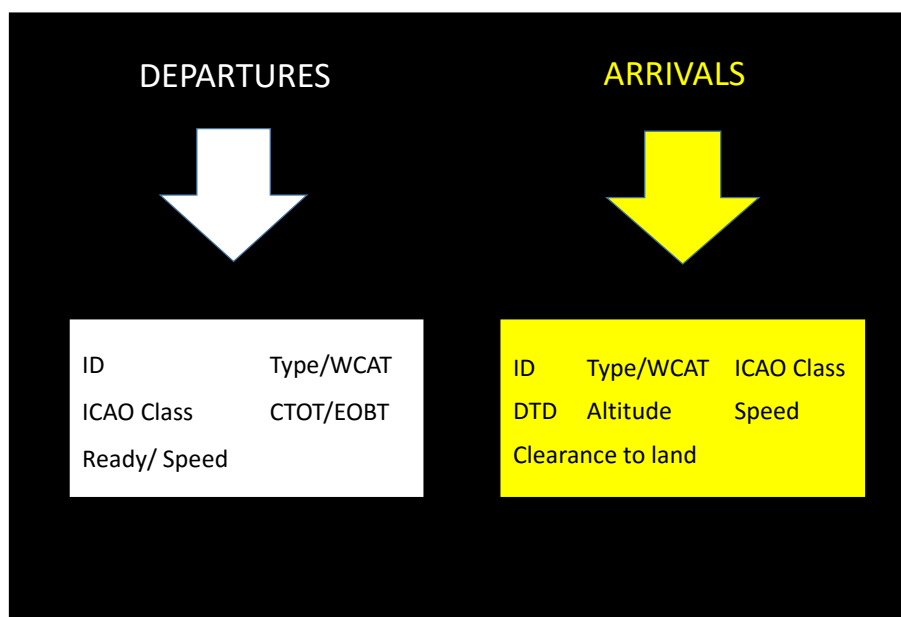 DEPARTURES
ID Type/WCAT
ICAO Class CTOT/EOBT
Ready/ Speed
ARRIVALS
ID Type/WCAT ICAO Class
DTD Altitude Speed
Clearance to land